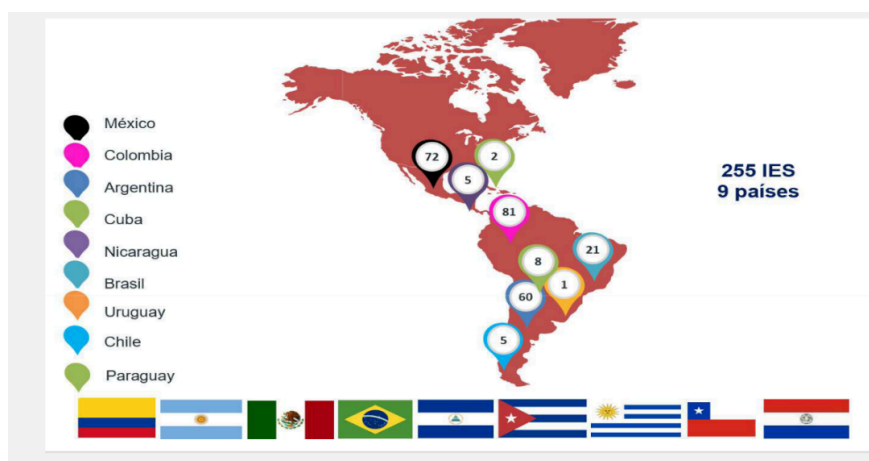 México
Colombia
Argentina
Cuba
Nicaragua
Brasil
Uruguay
Chile
Paraguay
72
2
5
81
21
8
1
60
5
255 IES
9 países